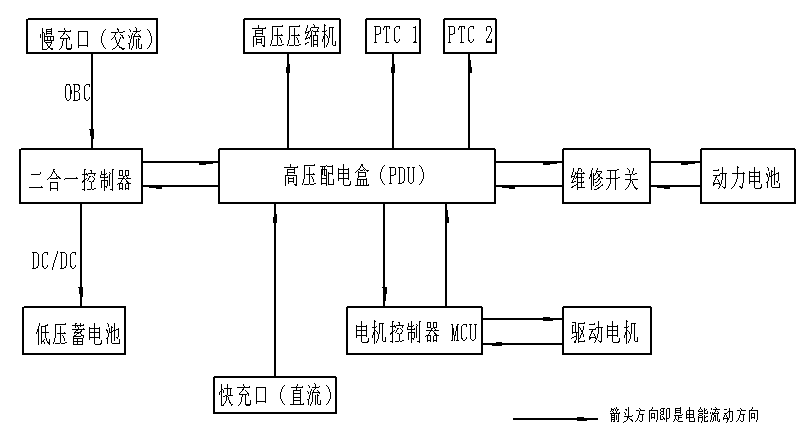 慢充口（交流）
高压压缩机
PTC 1
PTC 2
OBC
二合一控制器
高压配电盒（PDU）
维修开关
动力电池
DC/DC
低压蓄电池
电机控制器 MCU
驱动电机
快充口（直流）
箭头方向即是电能流动方向